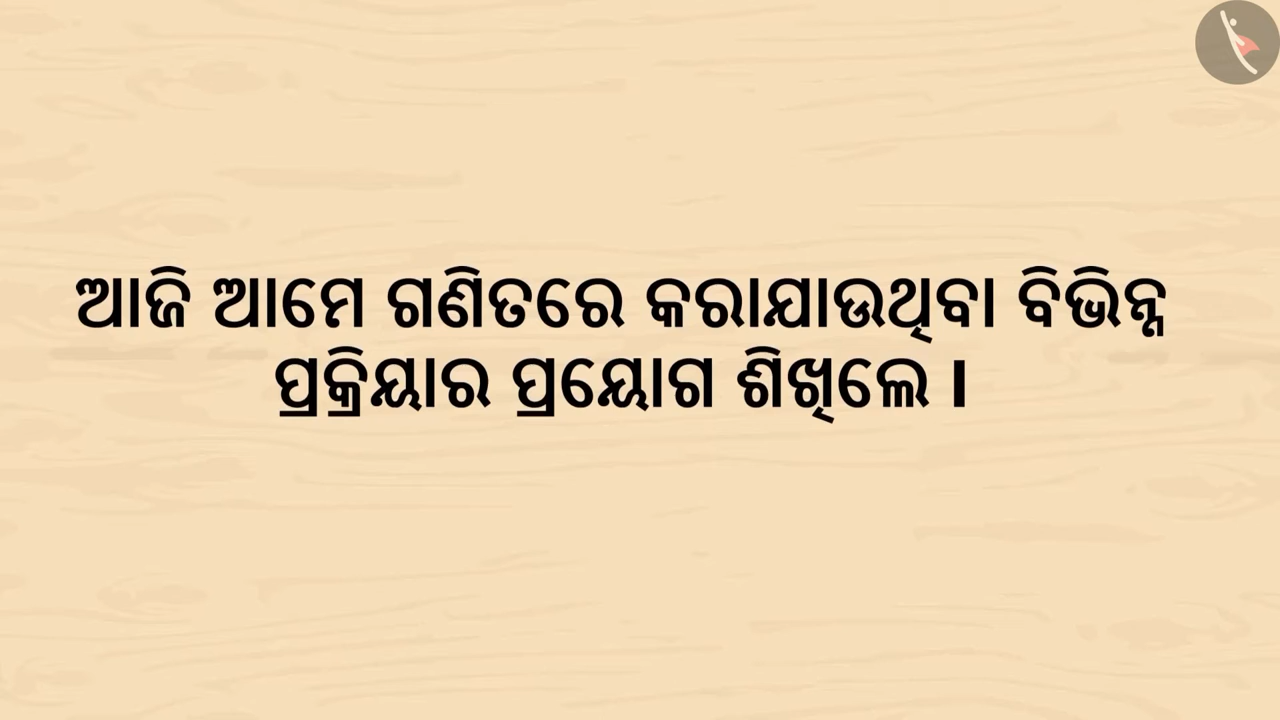 ଆଜି ଆମେ ଗଣିତରେ କରାଯାଉଥିବା ବିଭିନ୍ନ
ପ୍ରକ୍ରିୟାର ପ୍ରୟୋଗ ଶିଖିଲେ ।